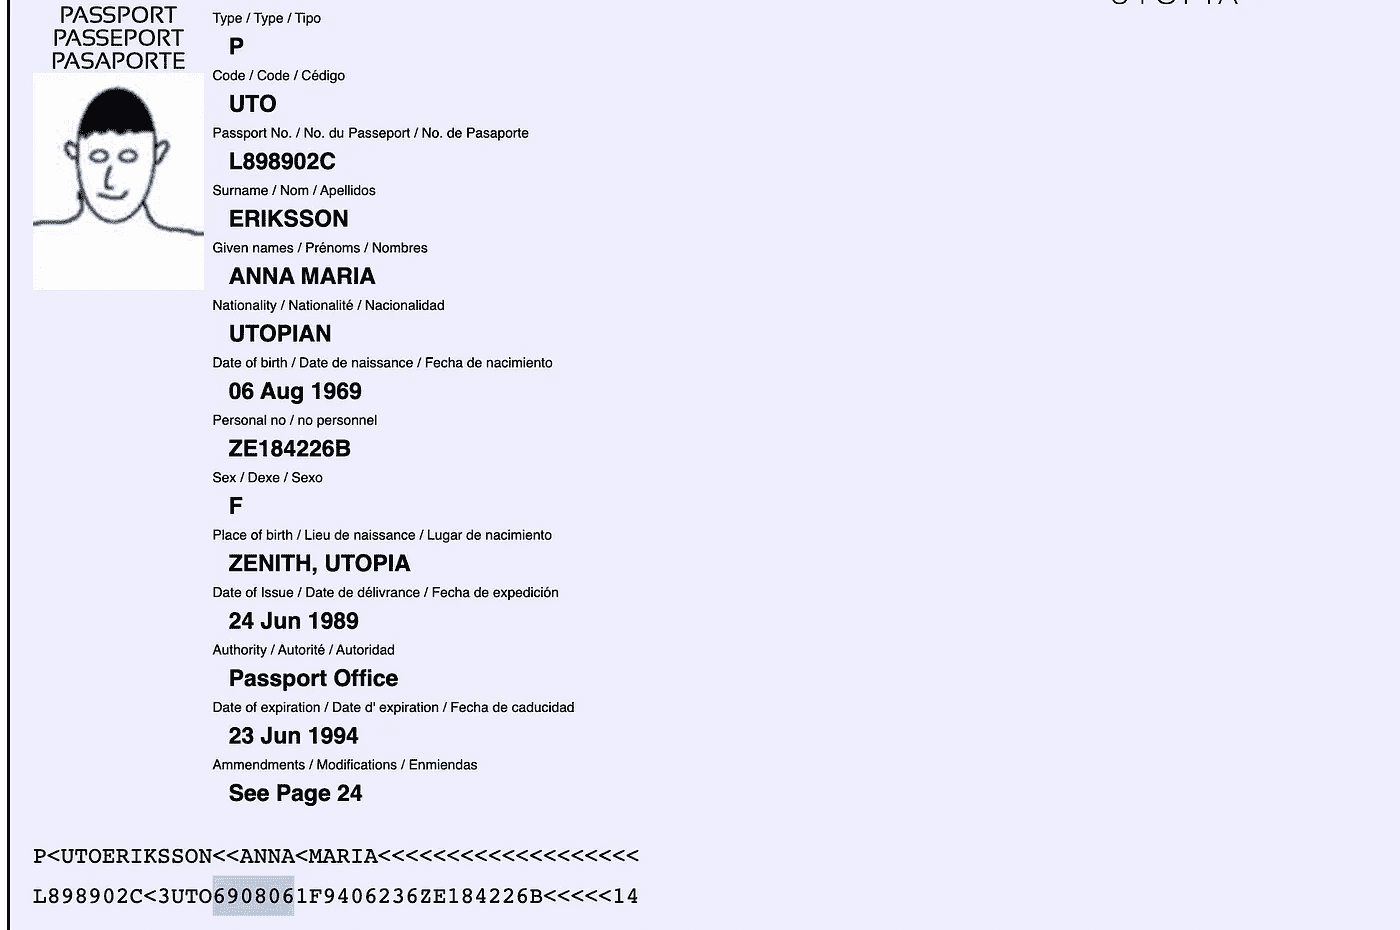 PASSPORT
PASSEPORT
PASAPORTE
UTOPIA
Type / Type / Tipo
P
Code / Code / Cédigo
UTO
Passport No. / No. du Passeport / No. de Pasaporte
L898902C
Surname / Nom / Apellidos
ERIKSSON
Given names / Prénoms / Nombres
ANNA MARIA
Nationality / Nationalité / Nacionalidad
UTOPIAN
Date of birth / Date de naissance / Fecha de nacimiento
06 Aug 1969
Personal no / no personnel
ZE184226B
Sex / Dexe / Sexo
F
Place of birth / Lieu de naissance / Lugar de nacimiento
ZENITH, UTOPIA
Date of Issue / Date de délivrance / Fecha de expedición
24 Jun 1989
Authority / Autorité / Autoridad
Passport Office
Date of expiration / Date d' expiration / Fecha de caducidad
23 Jun 1994
Ammendments / Modifications / Enmiendas
See Page 24
P<UTOERIKSSON<<ANNA<MARIA<<<<<<<<<<<<<<<<<<<
L898902C<3UTO6908061F9406236ZE184226B<<<<<14